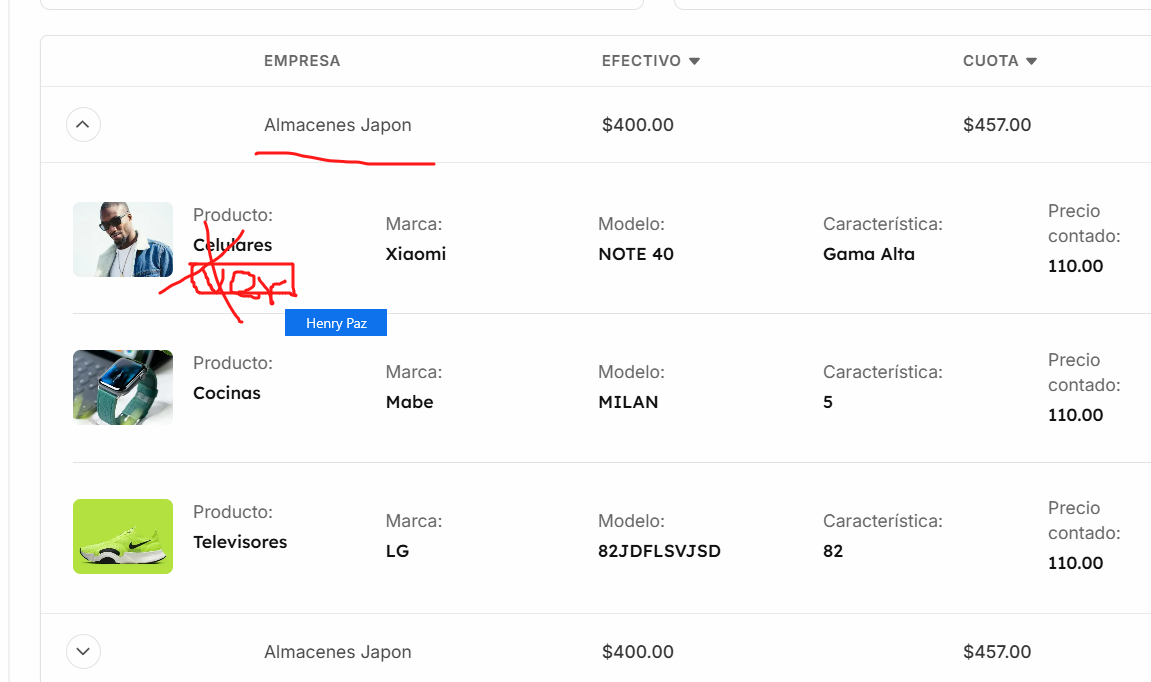 EMPRESA EFECTIVO CUOTA
Almacenes Japon $400.00 $457.00
Producto: Marca: Modelo: Característica: Precio contado:
Celulares Xiaomi NOTE 40 Gama Alta 110.00
Ver
Henry Paz
Producto: Marca: Modelo: Característica: Precio contado:
Cocinas Mabe MILAN 5 110.00
Producto: Marca: Modelo: Característica: Precio contado:
Televisores LG 82JDFLSVJSD 82 110.00
Almacenes Japon $400.00 $457.00